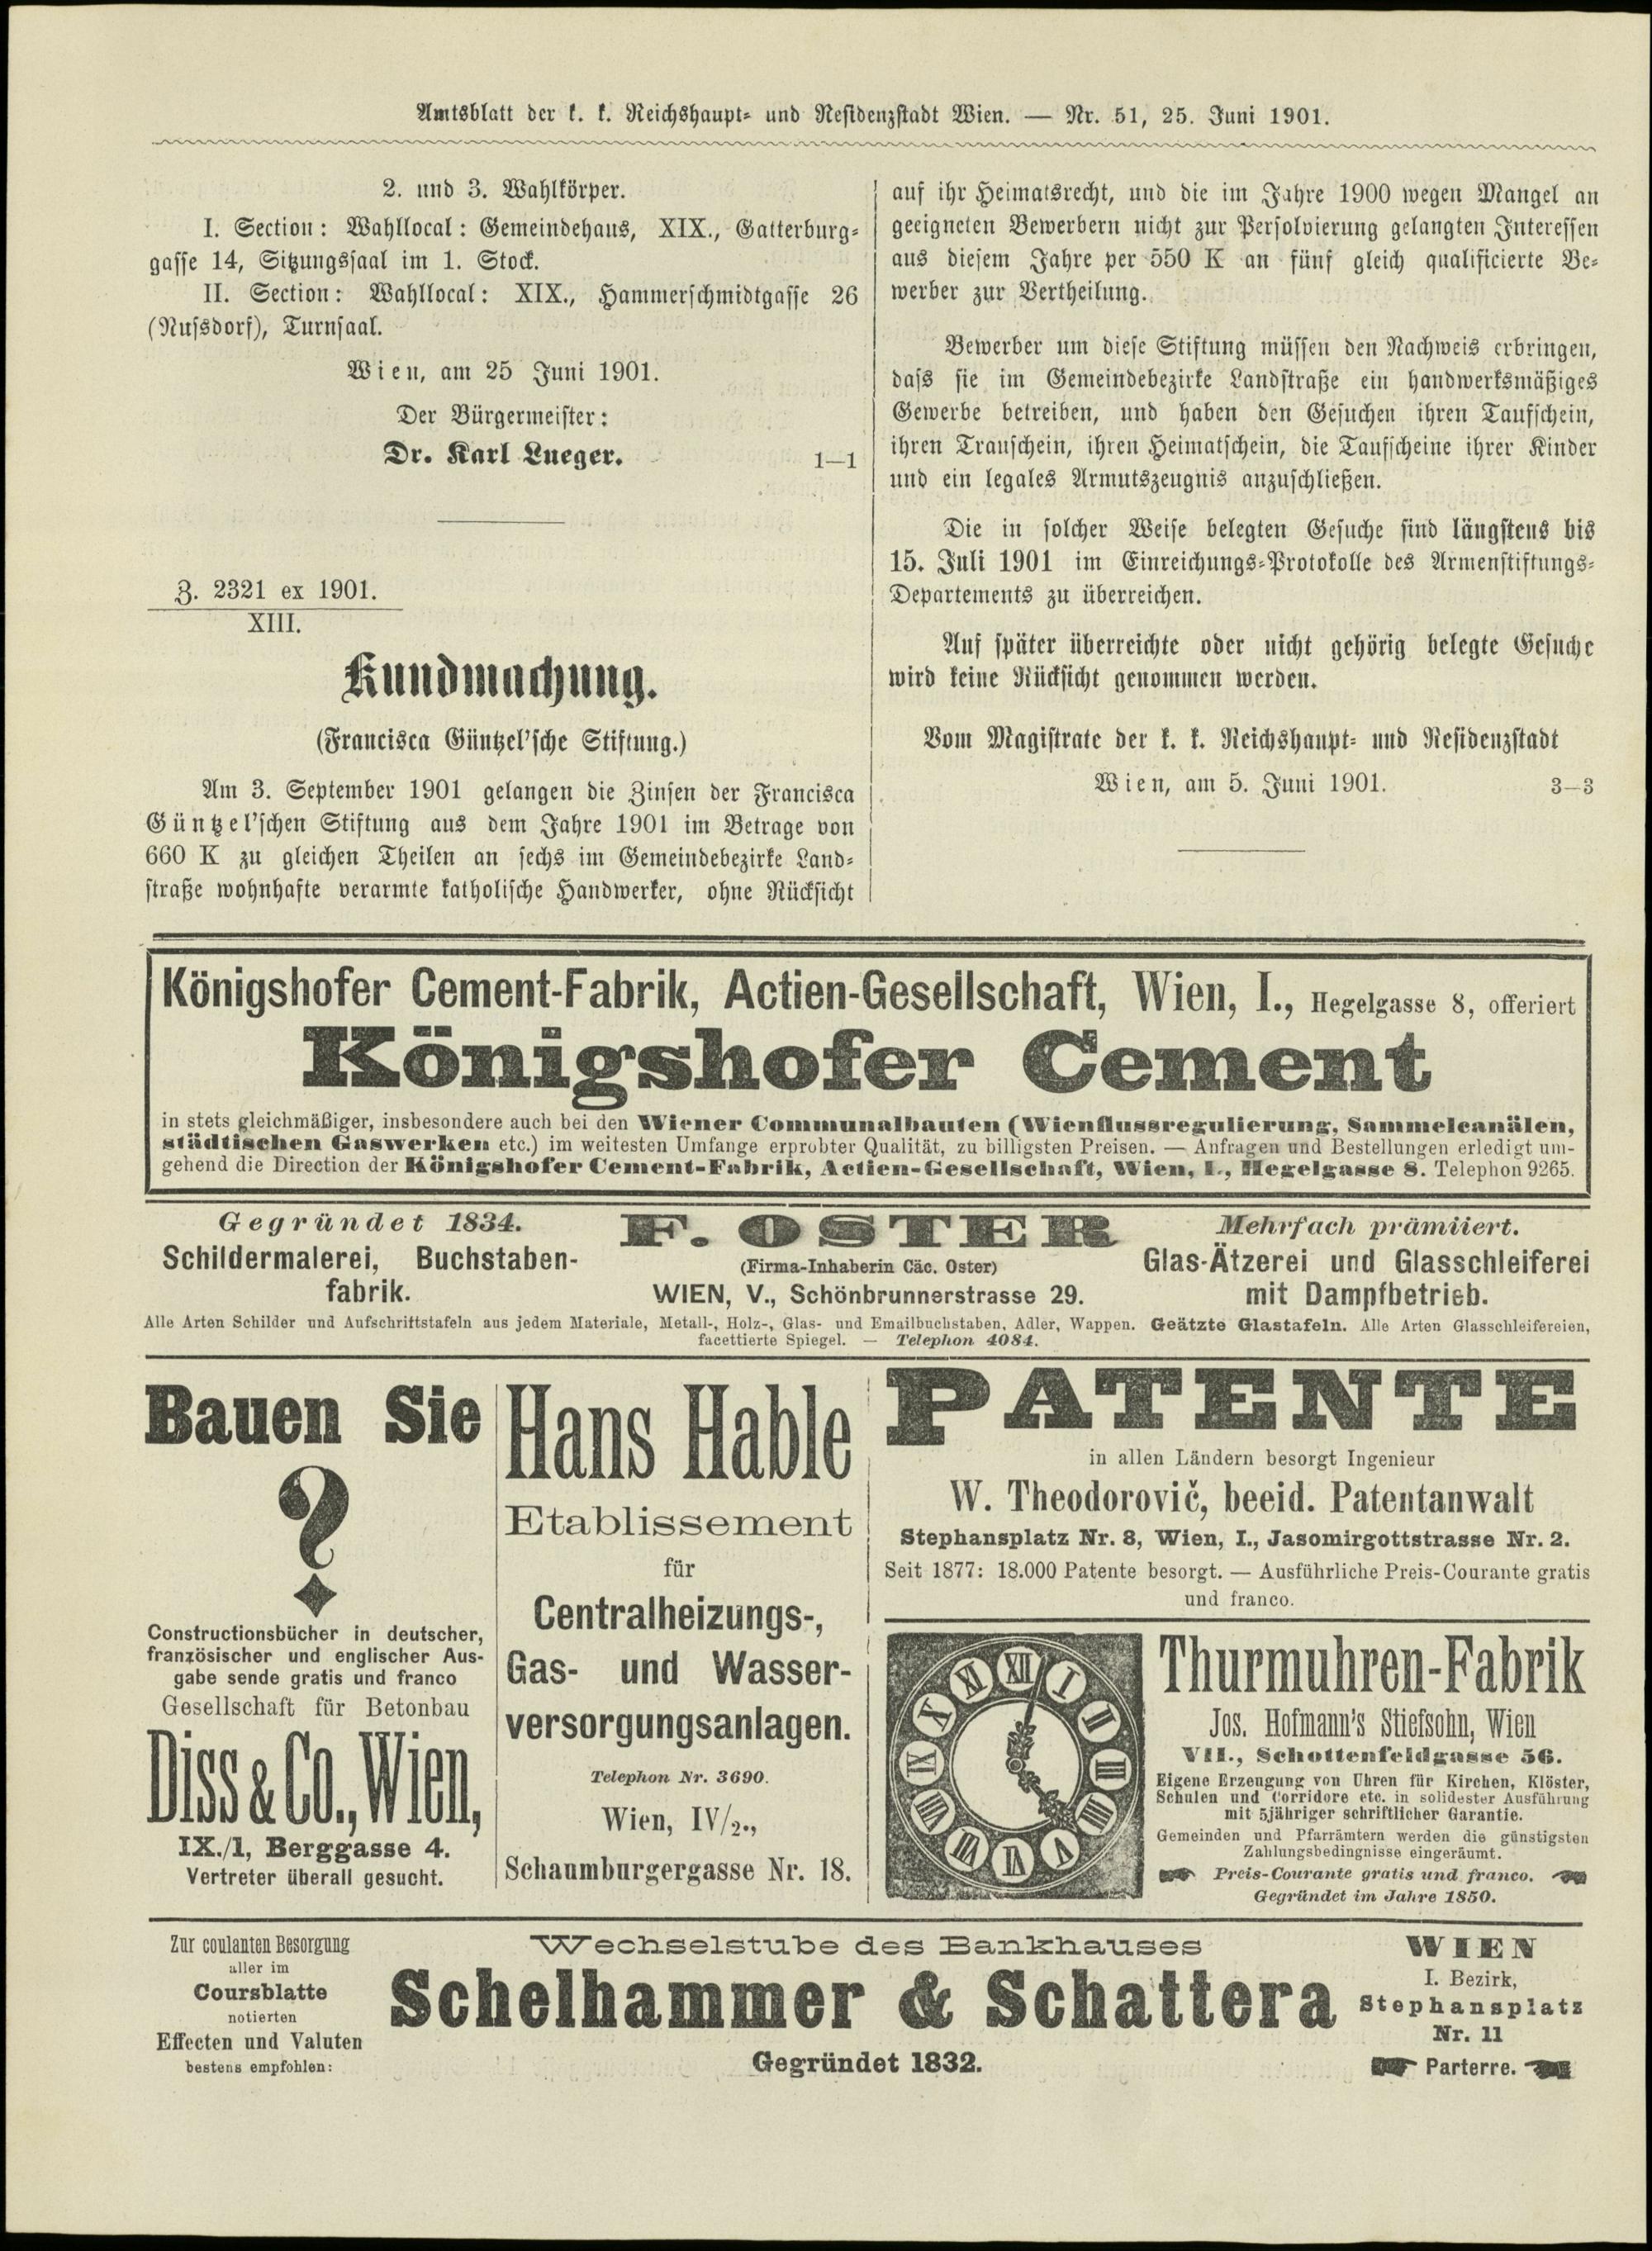 Amtsblatt der k. k. Reichshaupt- und Residenzstadt Wien. — Nr. 51, 25. Juni 1901.
2. und 3. Wahlkörper.
I. Section: Wahllocal: Gemeindehaus, XIX., Gatterburg-
gasse 14, Sitzungssaal im 1. Stock.
II. Section: Wahllocal: XIX., Hammerschmidtgasse 26
(Nussdorf), Turnsaal.
Wien, am 25 Juni 1901.
Der Bürgermeister:
Dr. Karl Lueger. 1—1
Z. 2321 ex 1901.
XIII.
Kundmachung.
(Francisca Güntzel'sche Stiftung.)
Am 3. September 1901 gelangen die Zinsen der Francisca
Güntzel'schen Stiftung aus dem Jahre 1901 im Betrage von
660 K zu gleichen Theilen an sechs im Gemeindebezirke Land-
straße wohnhafte verarmte katholische Handwerker, ohne Rücksicht
auf ihr Heimatsrecht, und die im Jahre 1900 wegen Mangel an
geeigneten Bewerbern nicht zur Persolvierung gelangten Interessen
aus diesem Jahre per 550 K an fünf gleich qualificierte Be-
werber zur Vertheilung.
Bewerber um diese Stiftung müssen den Nachweis erbringen,
dass sie im Gemeindebezirke Landstraße ein handwerksmäßiges
Gewerbe betreiben, und haben den Gesuchen ihren Taufschein,
ihren Trauschein, ihren Heimatschein, die Taufscheine ihrer Kinder
und ein legales Armutszeugnis anzuschließen.
Die in solcher Weise belegten Gesuche sind längstens bis
15. Juli 1901 im Einreichungs-Protokolle des Armenstiftungs-
Departements zu überreichen.
Auf später überreichte oder nicht gehörig belegte Gesuche
wird keine Rücksicht genommen werden.
Vom Magistrate der k. k. Reichshaupt- und Residenzstadt
Wien, am 5. Juni 1901. 3—3
Königshofer Cement-Fabrik, Actien-Gesellschaft, Wien, I., Hegelgasse 8, offeriert
Königshofer Cement
in stets gleichmäßiger, insbesondere auch bei den Wiener Communalbauten (Wienflussregulierung, Sammelcanälen,
städtischen Gaswerken etc.) im weitesten Umfange erprobter Qualität, zu billigsten Preisen. — Anfragen und Bestellungen erledigt um-
gehend die Direction der Königshofer Cement-Fabrik, Actien-Gesellschaft, Wien, I., Hegelgasse 8. Telephon 9265.
Gegründet 1834.
Schildermalerei, Buchstaben-
fabrik.
F. OSTER
(Firma-Inhaberin Cäc. Oster)
WIEN, V., Schönbrunnerstrasse 29.
Mehrfach prämiiert.
Glas-Ätzerei und Glasschleiferei
mit Dampfbetrieb.
Alle Arten Schilder und Aufschriftstafeln aus jedem Materiale, Metall-, Holz-, Glas- und Emailbuchstaben, Adler, Wappen. Geätzte Glastafeln. Alle Arten Glasschleifereien,
facettierte Spiegel. — Telephon 4084.
Bauen Sie
?
Constructionsbücher in deutscher,
französischer und englischer Aus-
gabe sende gratis und franco
Gesellschaft für Betonbau
Diss & Co., Wien,
IX./1, Berggasse 4.
Vertreter überall gesucht.
Hans Hable
Etablissement
für
Centralheizungs-,
Gas- und Wasser-
versorgungsanlagen.
Telephon Nr. 3690.
Wien, IV/2.,
Schaumburgergasse Nr. 18.
PATENTE
in allen Ländern besorgt Ingenieur
W. Theodorovič, beeid. Patentanwalt
Stephansplatz Nr. 8, Wien, I., Jasomirgottstrasse Nr. 2.
Seit 1877: 18.000 Patente besorgt. — Ausführliche Preis-Courante gratis
und franco.
XII I II III IIII V VI VII VIII IX X XI
Thurmuhren-Fabrik
Jos. Hofmann's Stiefsohn, Wien
VII., Schottenfeldgasse 56.
Eigene Erzeugung von Uhren für Kirchen, Klöster,
Schulen und Corridore etc. in solidester Ausführung
mit 5jähriger schriftlicher Garantie.
Gemeinden und Pfarrämtern werden die günstigsten
Zahlungsbedingnisse eingeräumt.
Preis-Courante gratis und franco.
Gegründet im Jahre 1850.
Zur coulanten Besorgung
aller im
Coursblatte
notierten
Effecten und Valuten
bestens empfohlen:
Wechselstube des Bankhauses
Schelhammer & Schattera
Gegründet 1832.
WIEN
I. Bezirk,
Stephansplatz
Nr. 11
Parterre.